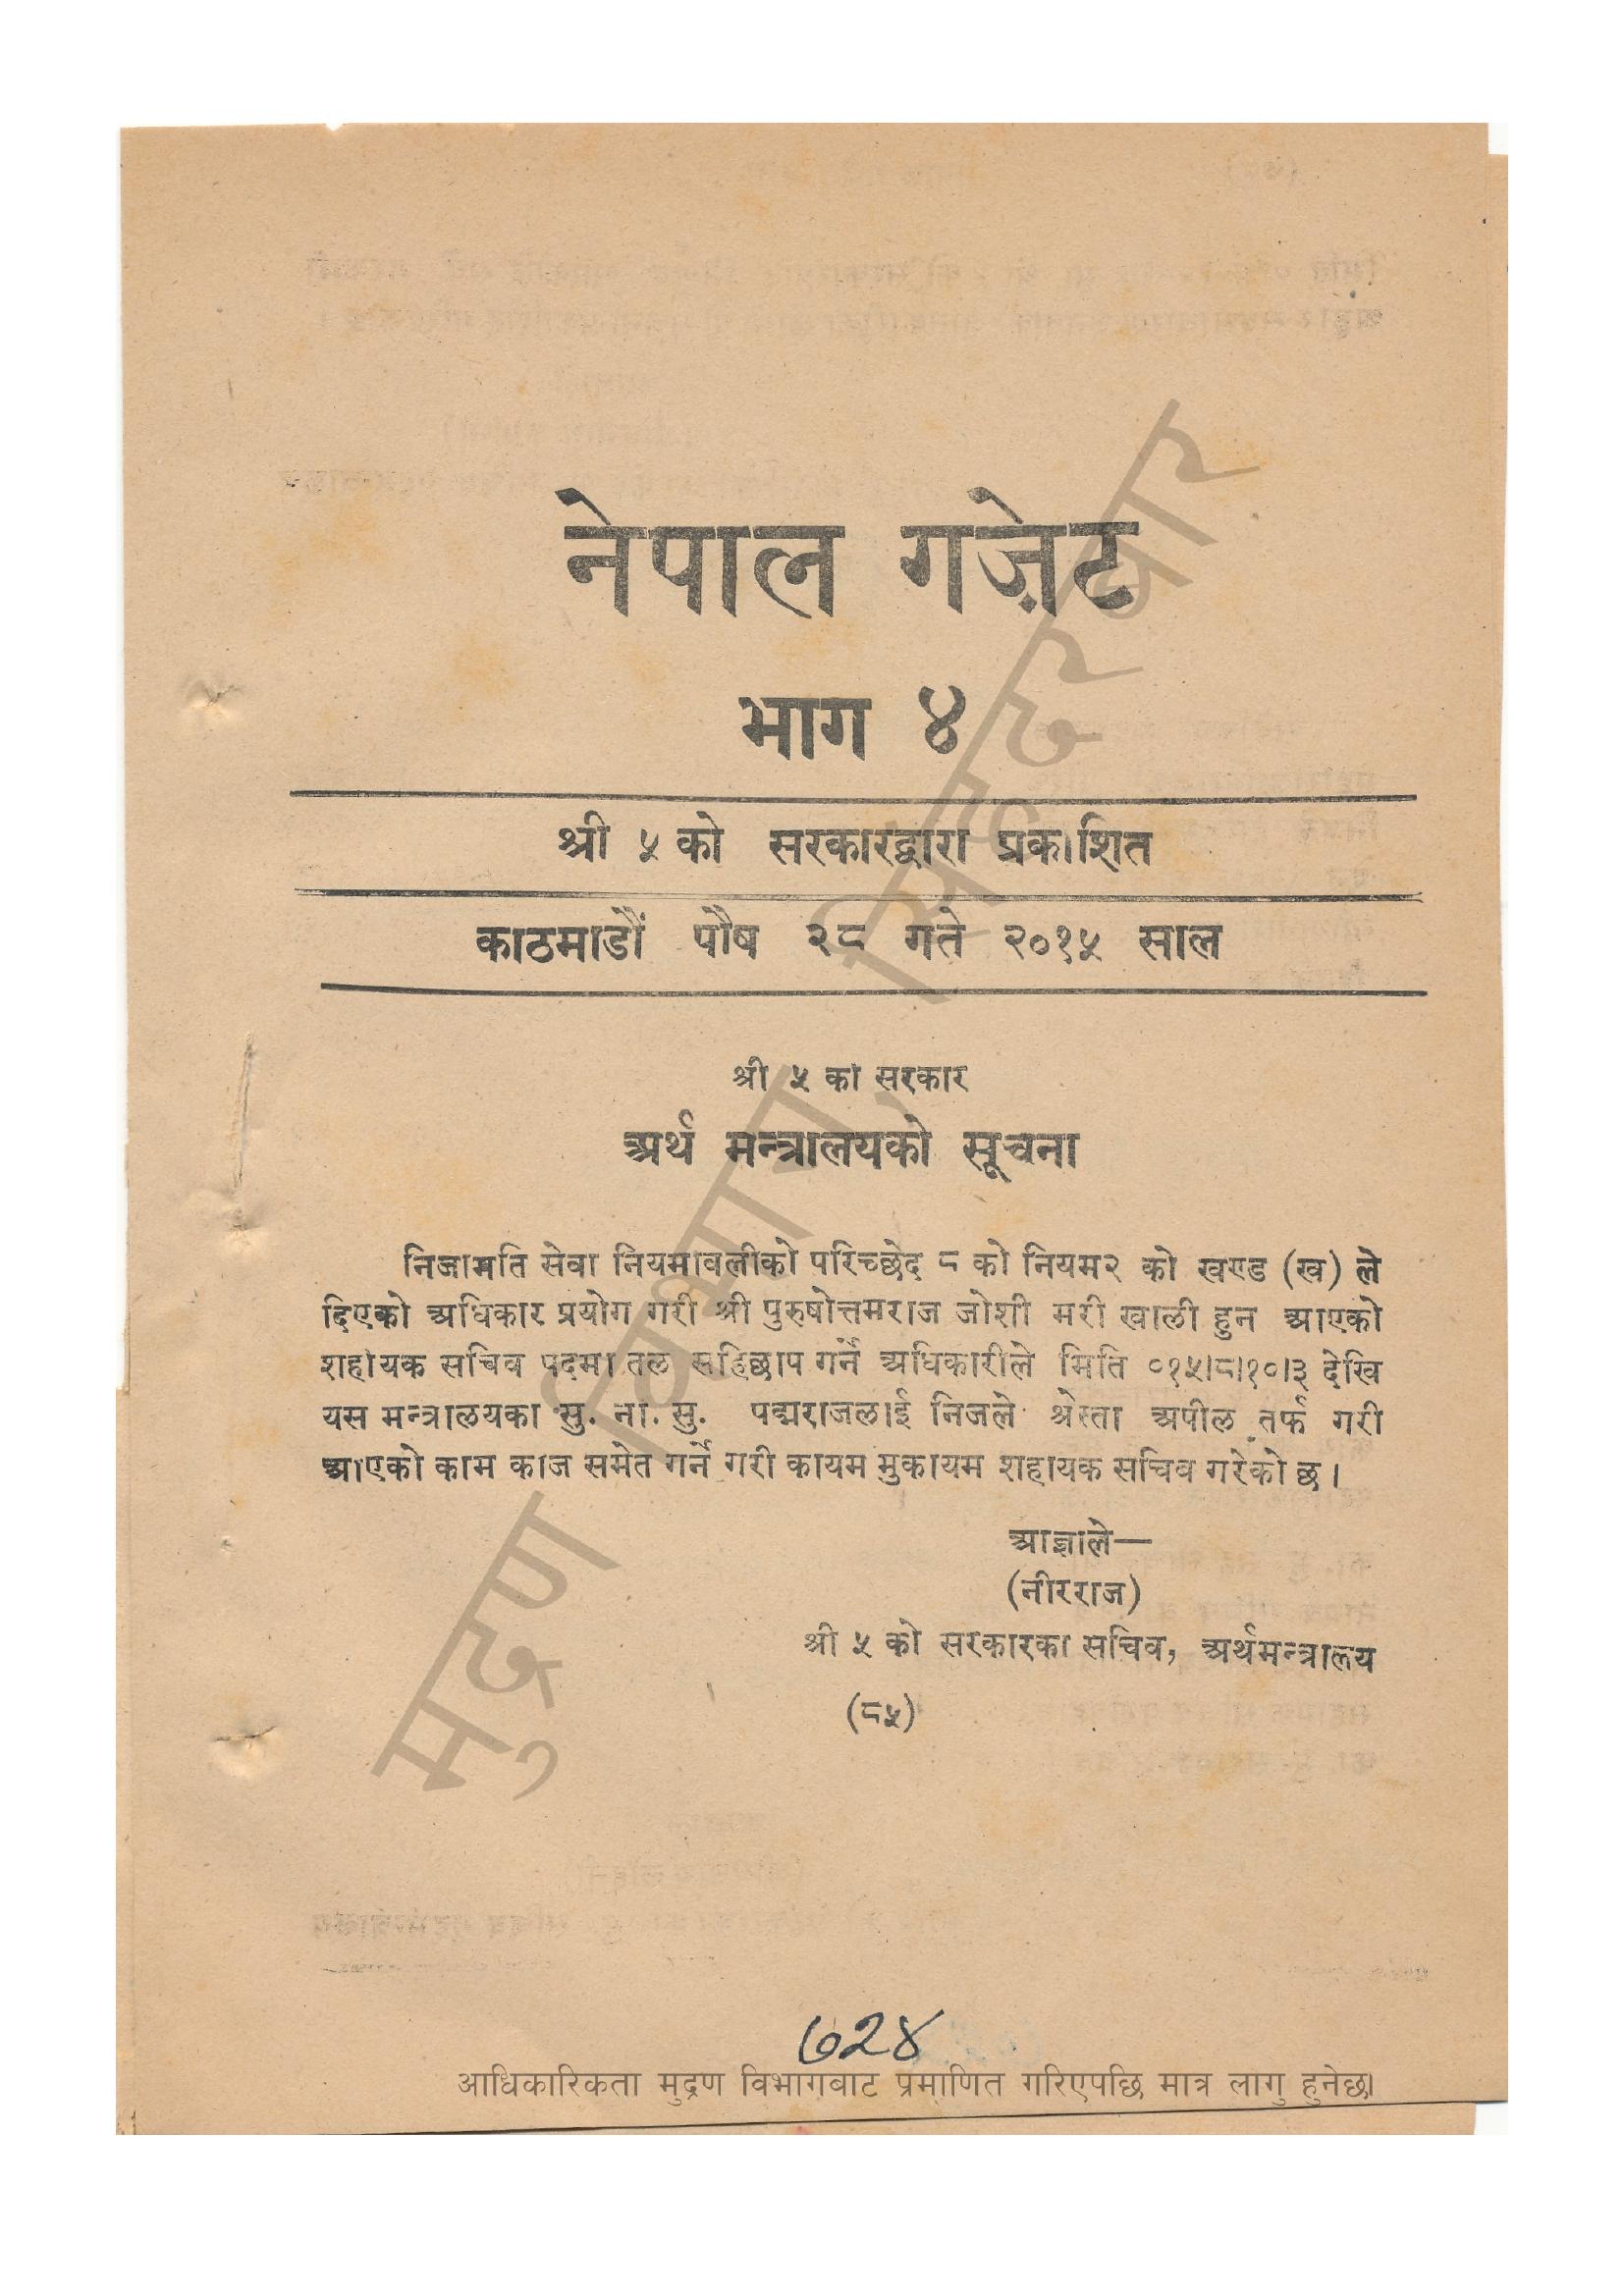 नेपाल गज़ेट
भाग ४
श्री ५ को सरकारद्वारा प्रकाशित
काठमाडौं पौष २८ गते २०१५ साल
श्री ५ को सरकार
अर्थ मन्त्रालयको सूचना
निजामति सेवा नियमावलीको परिच्छेद ८ को नियम२ को खण्ड (ख) ले
दिएको अधिकार प्रयोग गरी श्री पुरुषोत्तमराज जोशी मरी खाली हुन आएको
शहायक सचिव पदमा तल सहिछाप गर्ने अधिकारीले मिति ०१५।८।१०।३ देखि
यस मन्त्रालयका सु. ना. सु. पद्मराजलाई निजले श्रेस्ता अपील तर्फ गरी
आएको काम काज समेत गर्ने गरी कायम मुकायम शहायक सचिव गरेको छ।
आज्ञाले—
(नीरराज)
श्री ५ को सरकारका सचिव, अर्थमन्त्रालय
(८५)
७२४
आधिकारिकता मुद्रण विभागबाट प्रमाणित गरिएपछि मात्र लागु हुनेछ।
मुद्रण विभाग, सिंहदरबार